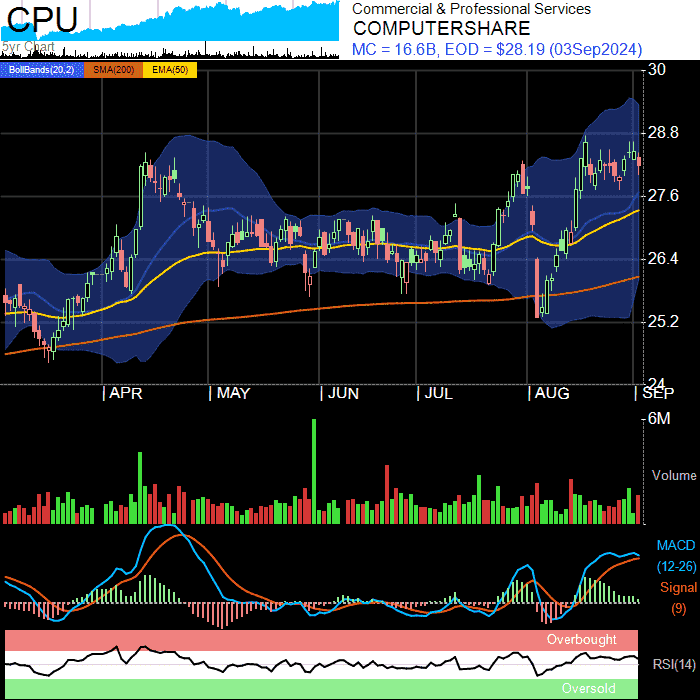 CPU
5yr Chart
Commercial & Professional Services
COMPUTERSHARE
MC = 16.6B, EOD = $28.19 (03Sep2024)
BollBands(20,2) SMA(200) EMA(50)
30
28.8
27.6
26.4
25.2
24
APR MAY JUN JUL AUG SEP
6M
Volume
MACD
(12-26)
Signal
(9)
Overbought
RSI(14)
Oversold